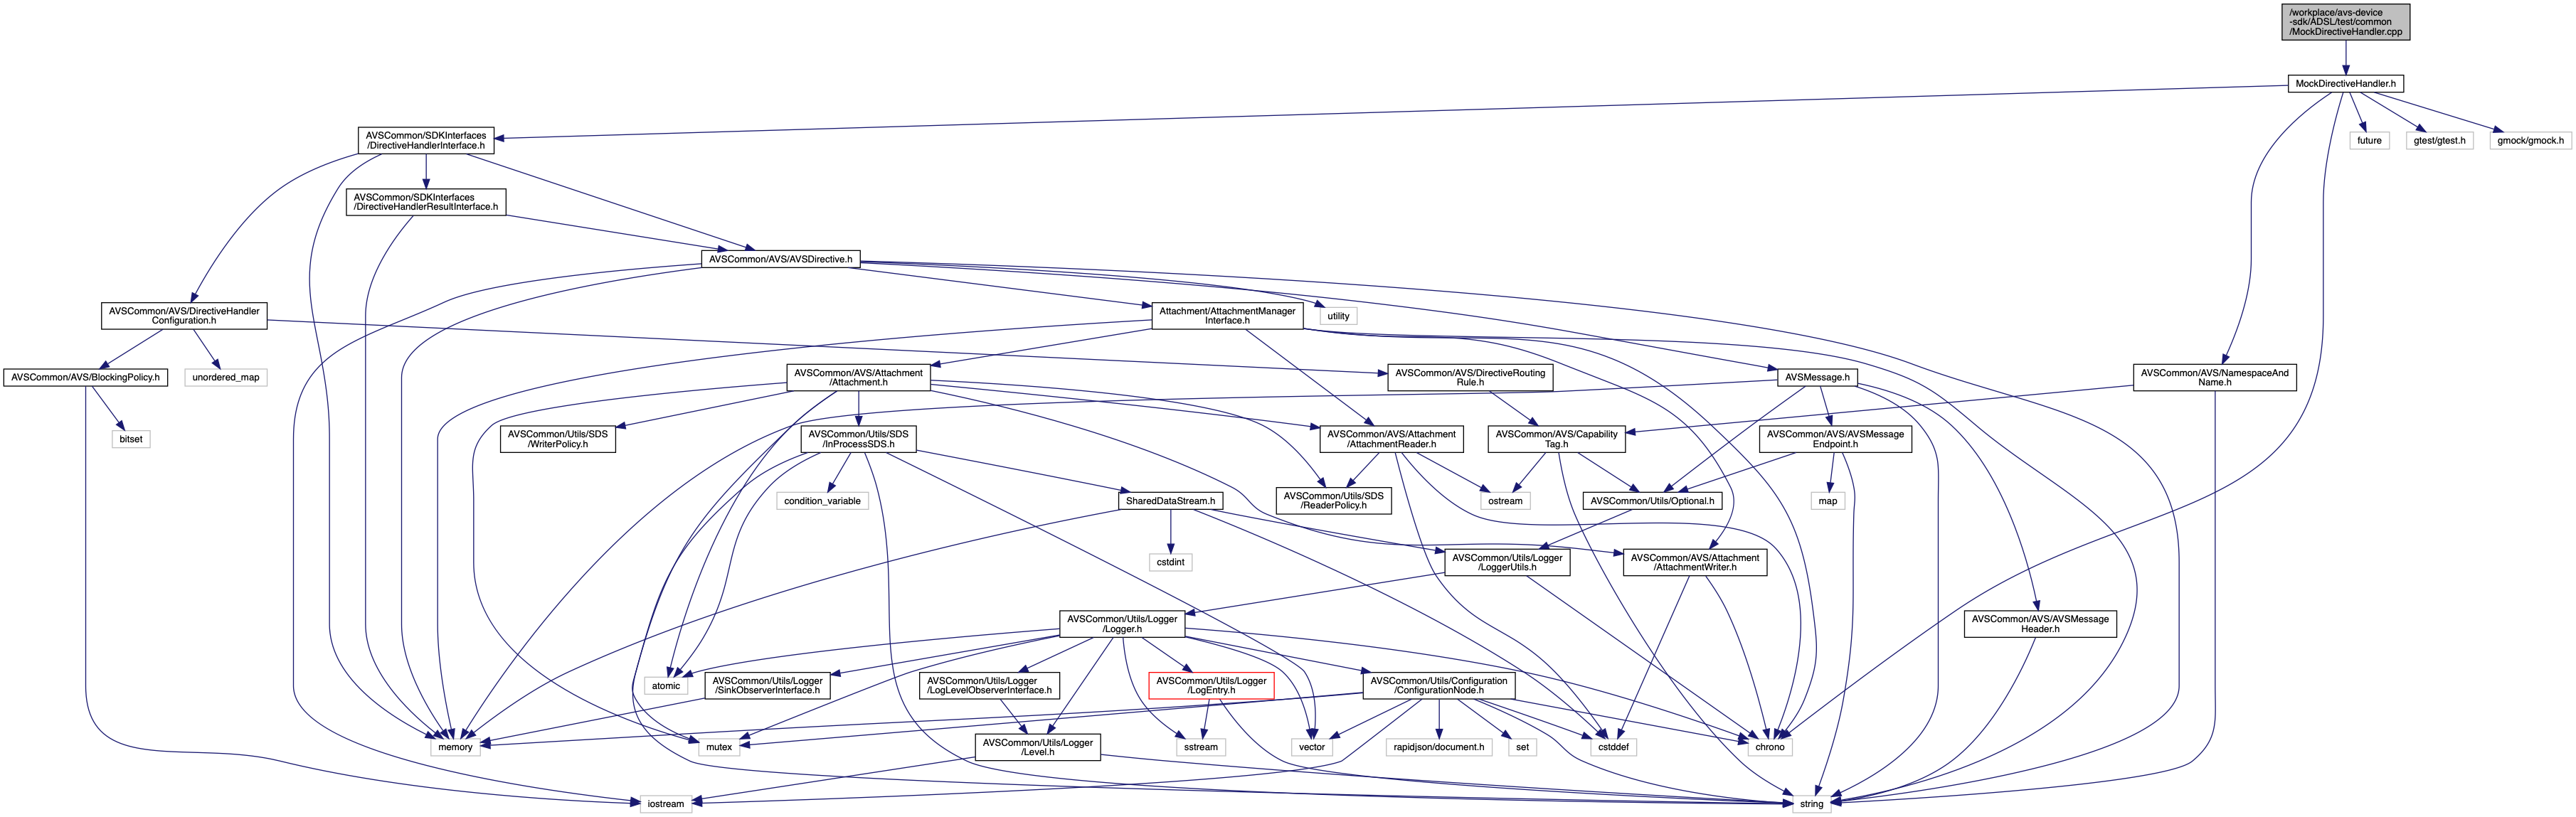 /workplace/avs-device
-sdk/ADSL/test/common
/MockDirectiveHandler.cpp
MockDirectiveHandler.h
AVSCommon/SDKInterfaces
/DirectiveHandlerInterface.h
future
gtest/gtest.h
gmock/gmock.h
AVSCommon/SDKInterfaces
/DirectiveHandlerResultInterface.h
AVSCommon/AVS/AVSDirective.h
AVSCommon/AVS/DirectiveHandler
Configuration.h
Attachment/AttachmentManager
Interface.h
utility
AVSCommon/AVS/BlockingPolicy.h
unordered_map
AVSCommon/AVS/Attachment
/Attachment.h
AVSCommon/AVS/DirectiveRouting
Rule.h
AVSMessage.h
AVSCommon/AVS/NamespaceAnd
Name.h
bitset
AVSCommon/Utils/SDS
/WriterPolicy.h
AVSCommon/Utils/SDS
/InProcessSDS.h
AVSCommon/AVS/Attachment
/AttachmentReader.h
AVSCommon/AVS/Capability
Tag.h
AVSCommon/AVS/AVSMessage
Endpoint.h
condition_variable
SharedDataStream.h
AVSCommon/Utils/SDS
/ReaderPolicy.h
ostream
AVSCommon/Utils/Optional.h
map
cstdint
AVSCommon/Utils/Logger
/LoggerUtils.h
AVSCommon/AVS/Attachment
/AttachmentWriter.h
AVSCommon/Utils/Logger
/Logger.h
AVSCommon/AVS/AVSMessage
Header.h
atomic
AVSCommon/Utils/Logger
/SinkObserverInterface.h
AVSCommon/Utils/Logger
/LogLevelObserverInterface.h
AVSCommon/Utils/Logger
/LogEntry.h
AVSCommon/Utils/Configuration
/ConfigurationNode.h
memory
mutex
AVSCommon/Utils/Logger
/Level.h
sstream
vector
rapidjson/document.h
set
cstddef
chrono
iostream
string